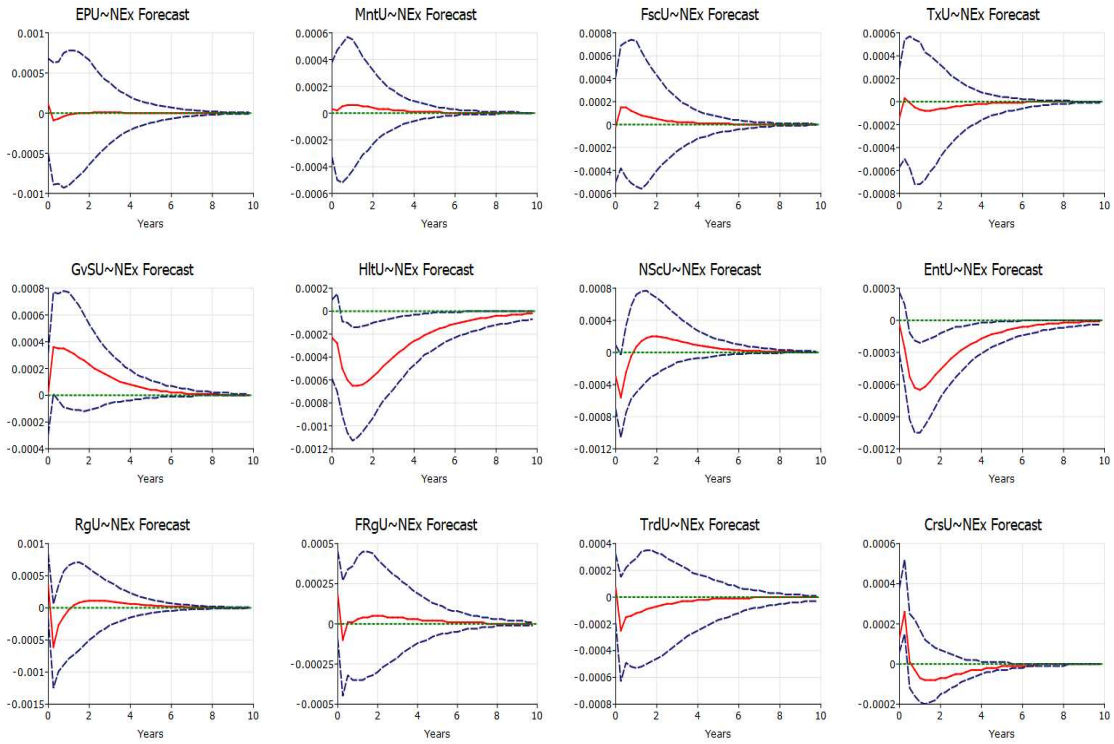 EPU~NEx Forecast MntU~NEx Forecast FscU~NEx Forecast TxU~NEx Forecast
0.001 0.0006 0.0008 0.0006
0.0006 0.0004
0.0005 0.0004 0.0004 0.0002
0.0002 0.0002 0
0 0 0 -0.0002
-0.0002 -0.0002 -0.0004
-0.0005 -0.0004 -0.0004 -0.0006
-0.001 -0.0006 -0.0006 -0.0008
0 2 4 6 8 10 0 2 4 6 8 10 0 2 4 6 8 10 0 2 4 6 8 10
Years Years Years Years
GvSU~NEx Forecast HltU~NEx Forecast NScU~NEx Forecast EntU~NEx Forecast
0.0008 0.0002 0.0008 0.0003
0.0006 0 0.0004 0
0.0004 -0.0002 0 -0.0003
0.0002 -0.0004 -0.0004 -0.0006
0 -0.0006 -0.0008 -0.0009
-0.0002 -0.0008
-0.001
-0.0004 -0.0012 -0.0012 -0.0012
0 2 4 6 8 10 0 2 4 6 8 10 0 2 4 6 8 10 0 2 4 6 8 10
Years Years Years Years
RgU~NEx Forecast FRgU~NEx Forecast TrdU~NEx Forecast CrsU~NEx Forecast
0.001 0.0005 0.0004 0.0006
0.0005 0.00025 0.0002 0.0004
0 0 0 0.0002
-0.0005 -0.00025 -0.0002 0
-0.001 -0.0004
-0.0006
-0.0015 -0.0005 -0.0008 -0.0002
0 2 4 6 8 10 0 2 4 6 8 10 0 2 4 6 8 10 0 2 4 6 8 10
Years Years Years Years